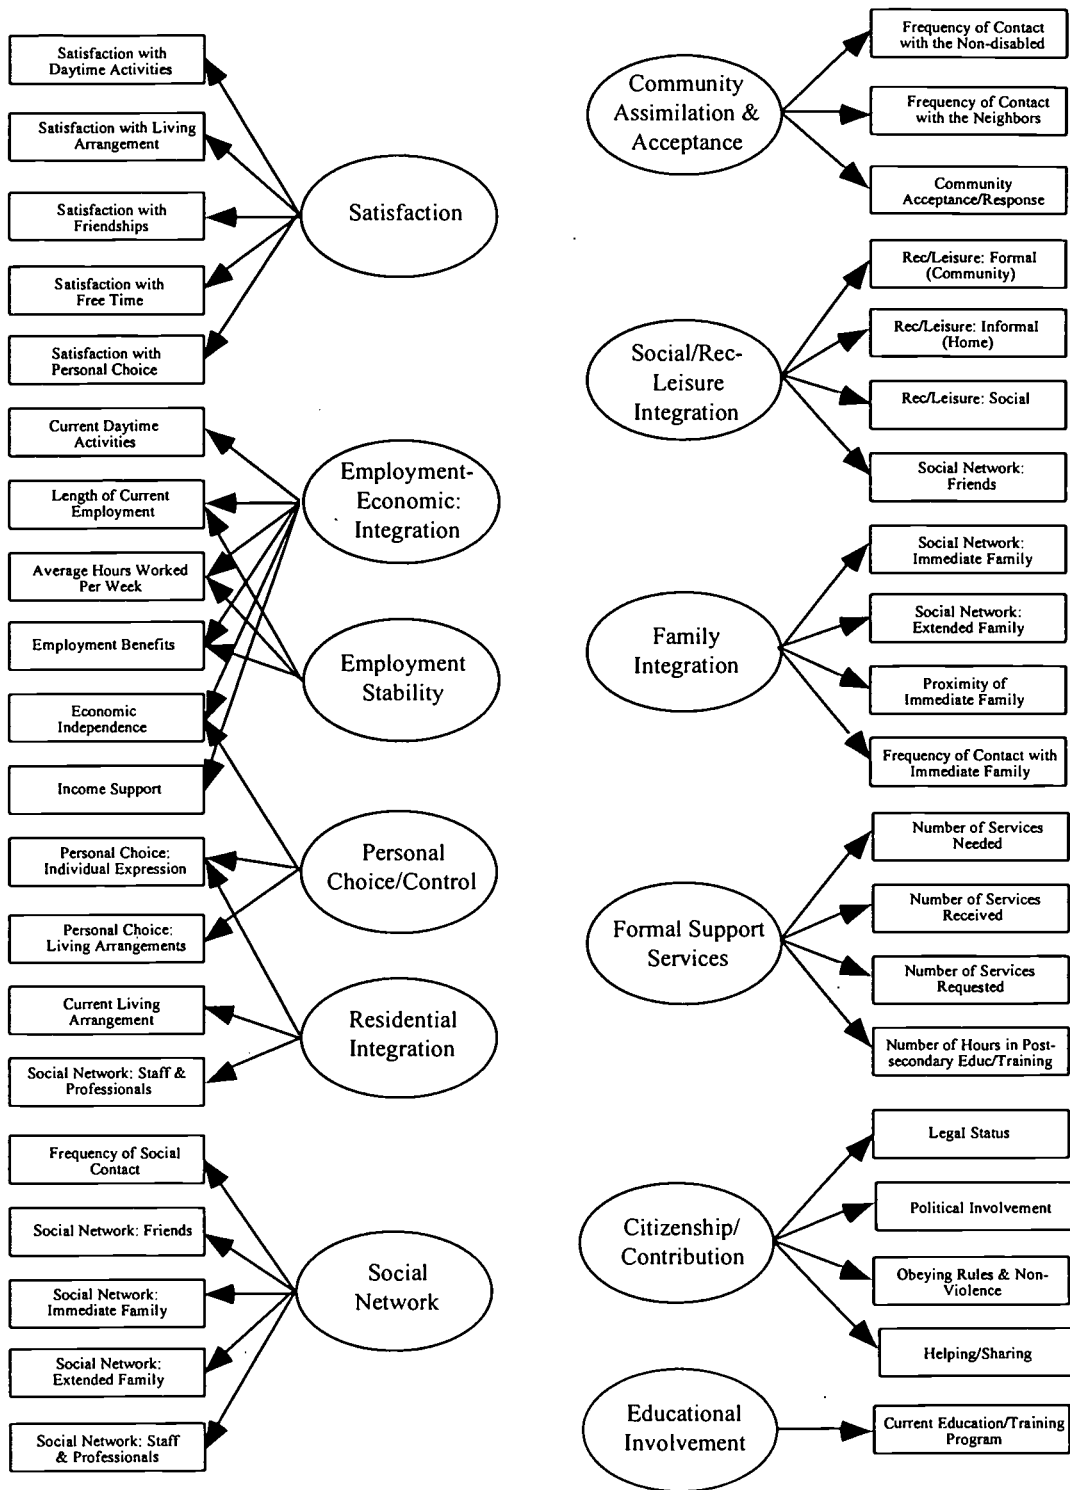 Satisfaction with
Daytime Activities
Satisfaction with Living
Arrangement
Satisfaction with
Friendships
Satisfaction with
Free Time
Satisfaction with
Personal Choice
Satisfaction
Current Daytime
Activities
Length of Current
Employment
Average Hours Worked
Per Week
Employment Benefits
Economic
Independence
Income Support
Employment-
Economic:
Integration
Employment
Stability
Personal Choice:
Individual Expression
Personal Choice:
Living Arrangements
Personal
Choice/Control
Current Living
Arrangement
Social Network: Staff &
Professionals
Residential
Integration
Frequency of Social
Contact
Social Network: Friends
Social Network:
Immediate Family
Social Network:
Extended Family
Social Network: Staff
& Professionals
Social
Network
Community
Assimilation &
Acceptance
Frequency of Contact
with the Non-disabled
Frequency of Contact
with the Neighbors
Community
Acceptance/Response
Social/Rec-
Leisure
Integration
Rec/Leisure: Formal
(Community)
Rec/Leisure: Informal
(Home)
Rec/Leisure: Social
Social Network:
Friends
Family
Integration
Social Network:
Immediate Family
Social Network:
Extended Family
Proximity of
Immediate Family
Frequency of Contact with
Immediate Family
Formal Support
Services
Number of Services
Needed
Number of Services
Received
Number of Services
Requested
Number of Hours in Post-
secondary Educ/Training
Citizenship/
Contribution
Legal Status
Political Involvement
Obeying Rules & Non-
Violence
Helping/Sharing
Educational
Involvement
Current Education/Training
Program